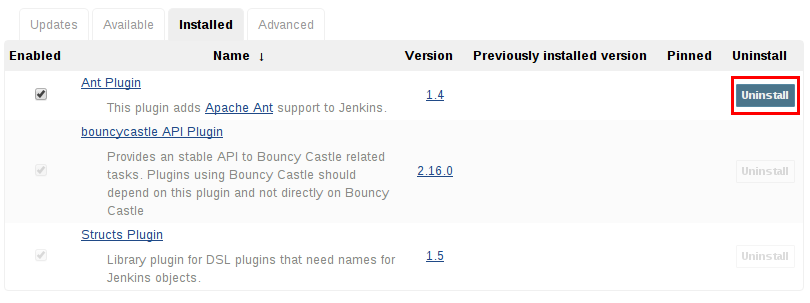 Updates Available Installed Advanced
Enabled Name ↓ Version Previously installed version Pinned Uninstall
Ant Plugin
This plugin adds Apache Ant support to Jenkins.
1.4
Uninstall
bouncycastle API Plugin
Provides an stable API to Bouncy Castle related
tasks. Plugins using Bouncy Castle should
depend on this plugin and not directly on Bouncy
Castle
2.16.0
Uninstall
Structs Plugin
Library plugin for DSL plugins that need names for
Jenkins objects.
1.5
Uninstall